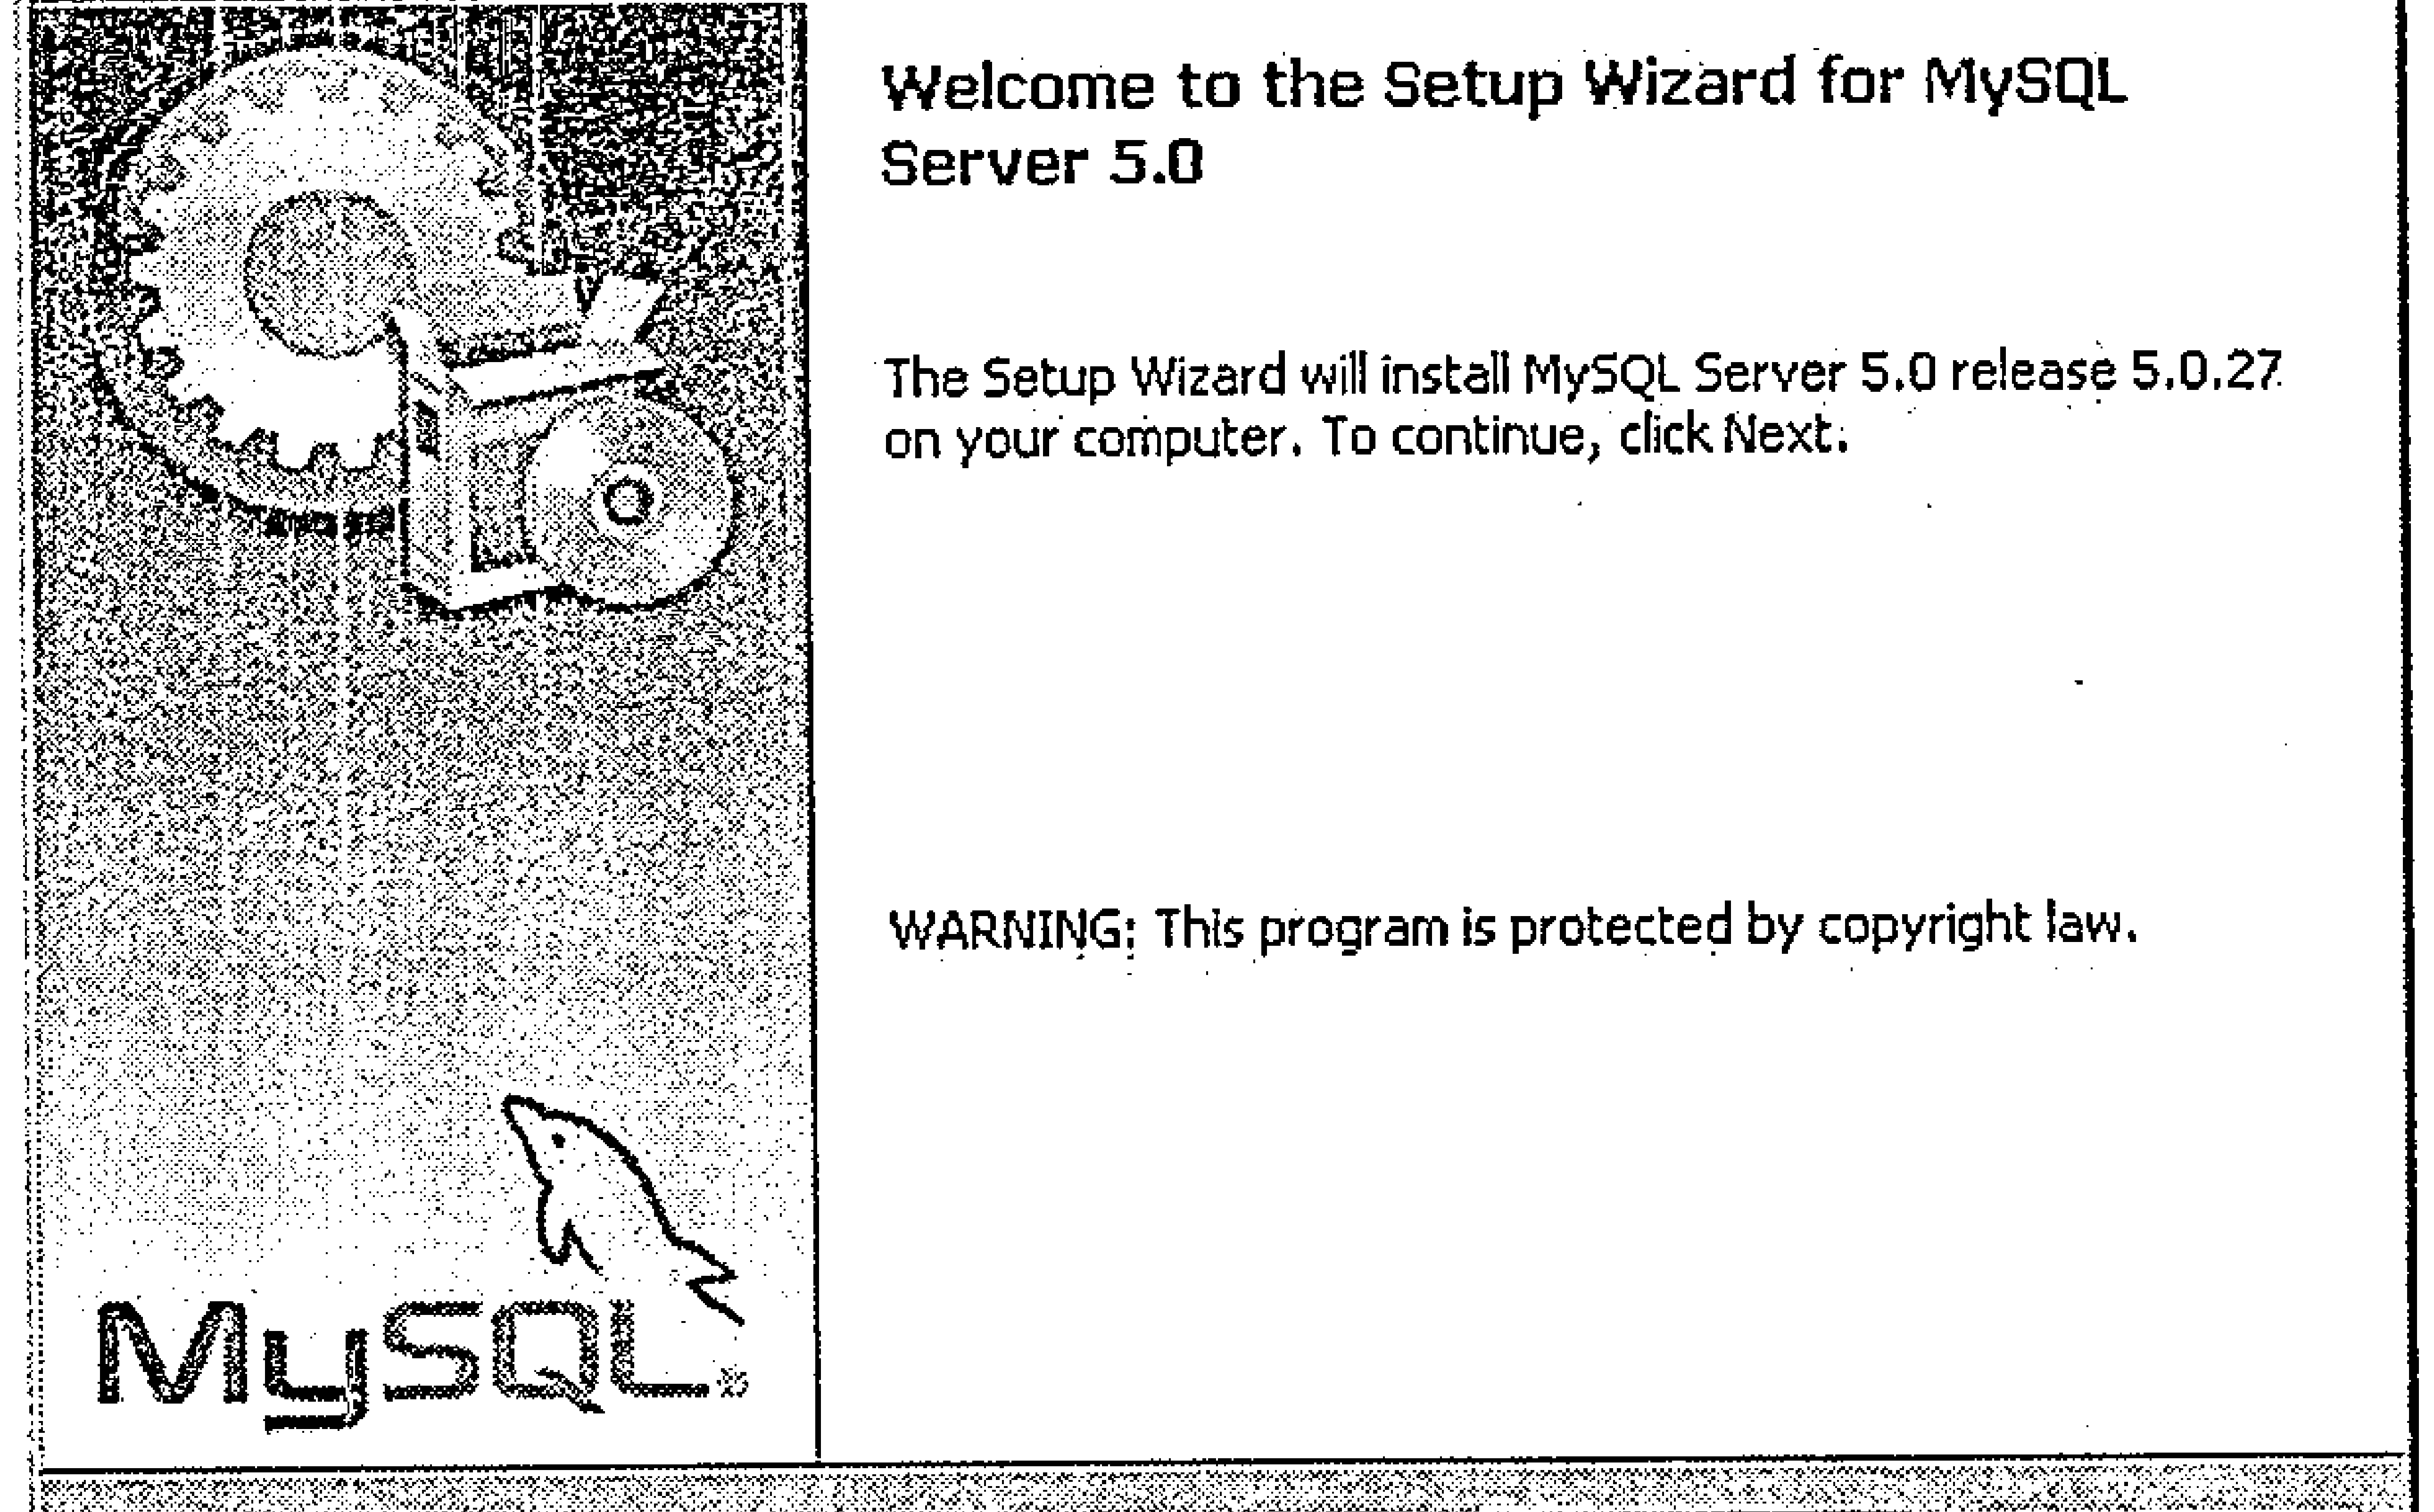 Welcome to the Setup Wizard for MySQL
Server 5.0
The Setup Wizard will install MySQL Server 5.0 release 5.0.27
on your computer. To continue, click Next.
WARNING: This program is protected by copyright law.
MySQL®